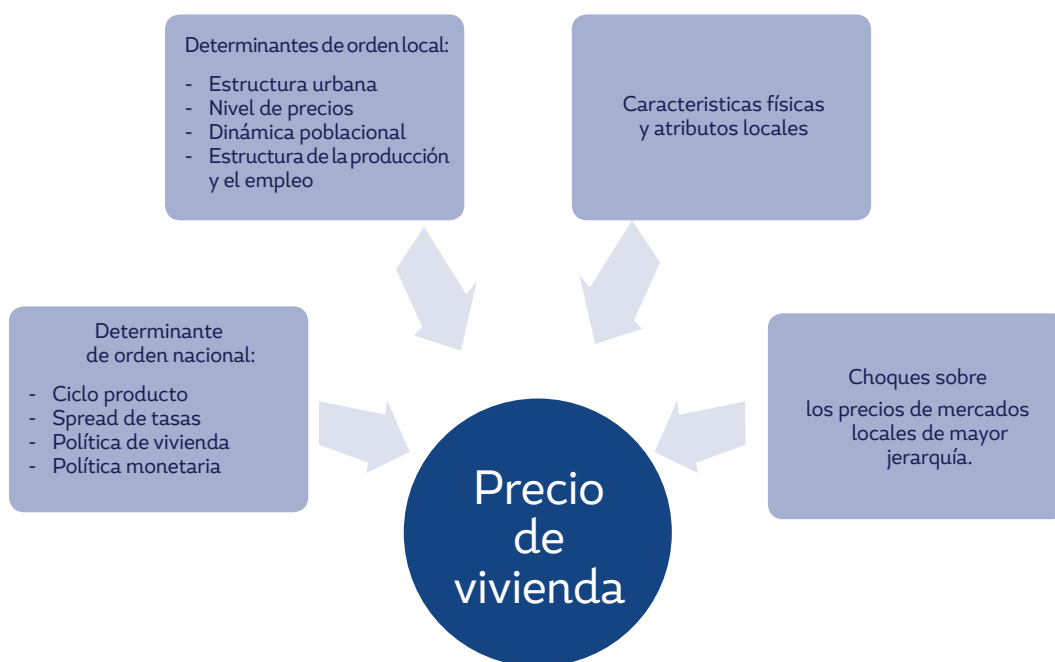 Determinantes de orden local:
- Estructura urbana
- Nivel de precios
- Dinámica poblacional
- Estructura de la producción
y el empleo
Caracteristicas físicas
y atributos locales
Determinante
de orden nacional:
- Ciclo producto
- Spread de tasas
- Política de vivienda
- Política monetaria
Choques sobre
los precios de mercados
locales de mayor
jerarquía.
Precio
de
vivienda